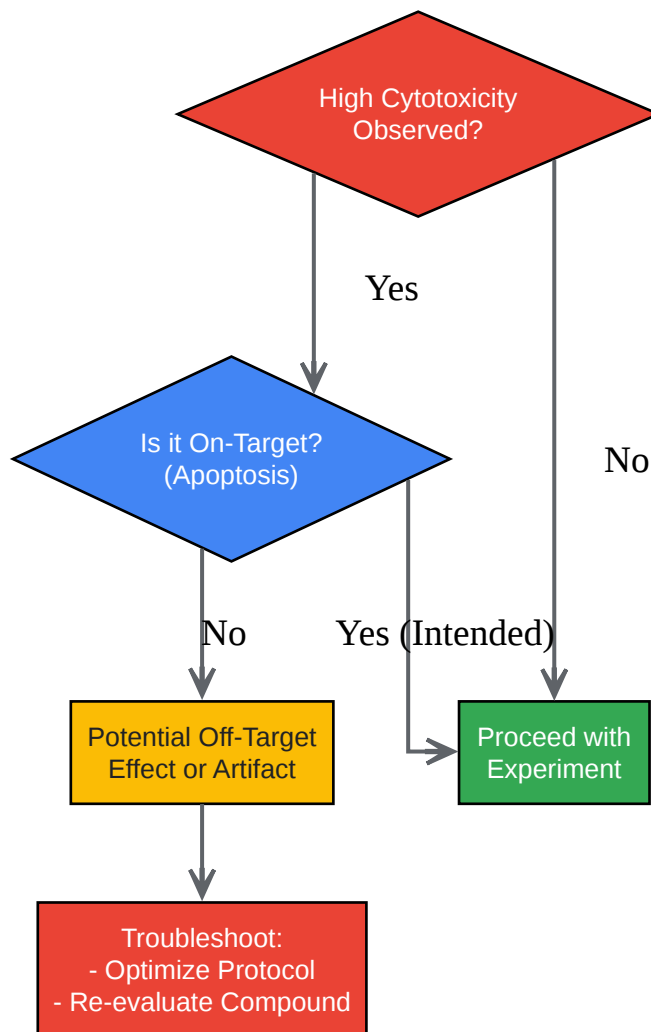 High Cytotoxicity
Observed?
Yes
Is it On-Target?
(Apoptosis)
No
No
Yes (Intended)
Potential Off-Target
Effect or Artifact
Proceed with
Experiment
Troubleshoot:
- Optimize Protocol
- Re-evaluate Compound